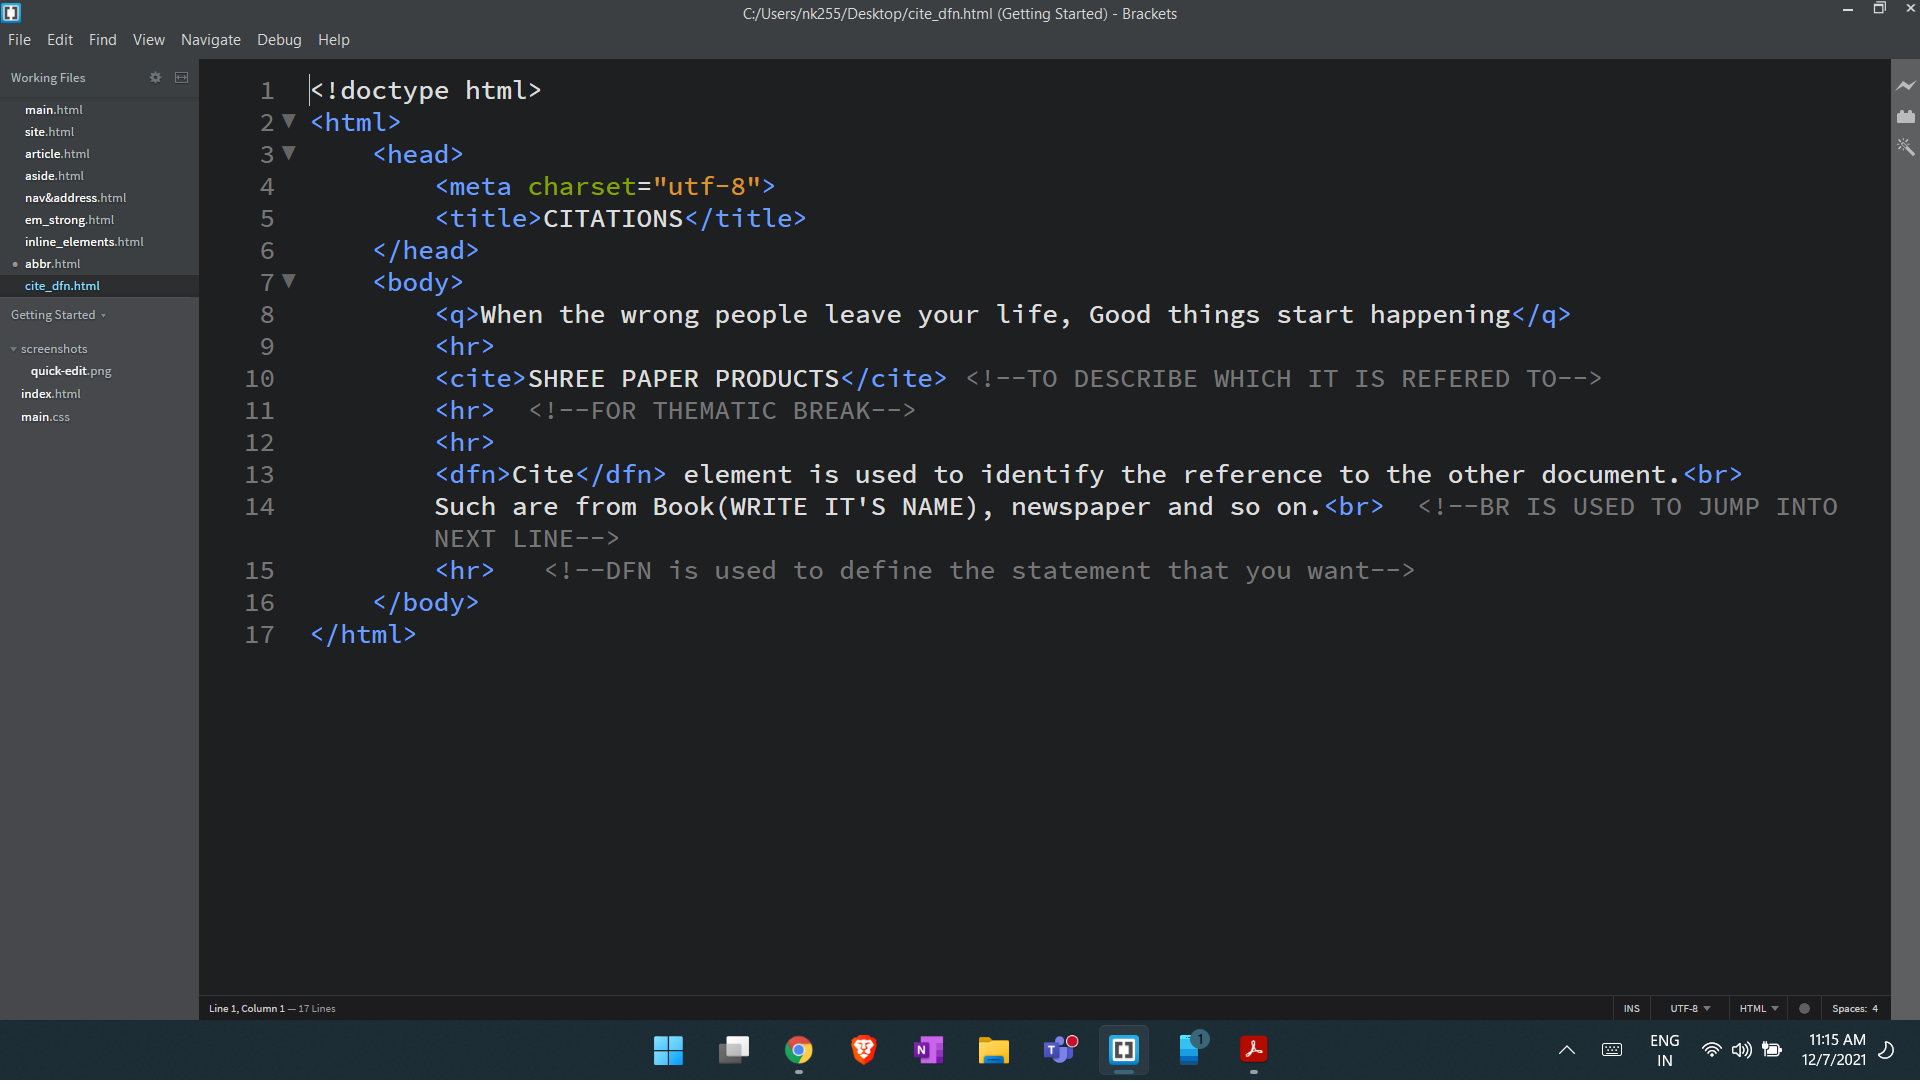 C:/Users/nk255/Desktop/cite_dfn.html (Getting Started) - Brackets
File Edit Find View Navigate Debug Help
Working Files
main.html
site.html
article.html
aside.html
nav&address.html
em_strong.html
inline_elements.html
abbr.html
cite_dfn.html
Getting Started
screenshots
quick-edit.png
index.html
main.css
1 <!doctype html>
2 <html>
3 <head>
4 <meta charset="utf-8">
5 <title>CITATIONS</title>
6 </head>
7 <body>
8 <q>When the wrong people leave your life, Good things start happening</q>
9 <hr>
10 <cite>SHREE PAPER PRODUCTS</cite> <!--TO DESCRIBE WHICH IT IS REFERED TO-->
11 <hr> <!--FOR THEMATIC BREAK-->
12 <hr>
13 <dfn>Cite</dfn> element is used to identify the reference to the other document.<br>
14 Such are from Book(WRITE IT'S NAME), newspaper and so on.<br> <!--BR IS USED TO JUMP INTO
NEXT LINE-->
15 <hr> <!--DFN is used to define the statement that you want-->
16 </body>
17 </html>
Line 1, Column 1 — 17 Lines
INS UTF-8 HTML Spaces: 4
N
T
1
ENG
IN
11:15 AM
12/7/2021